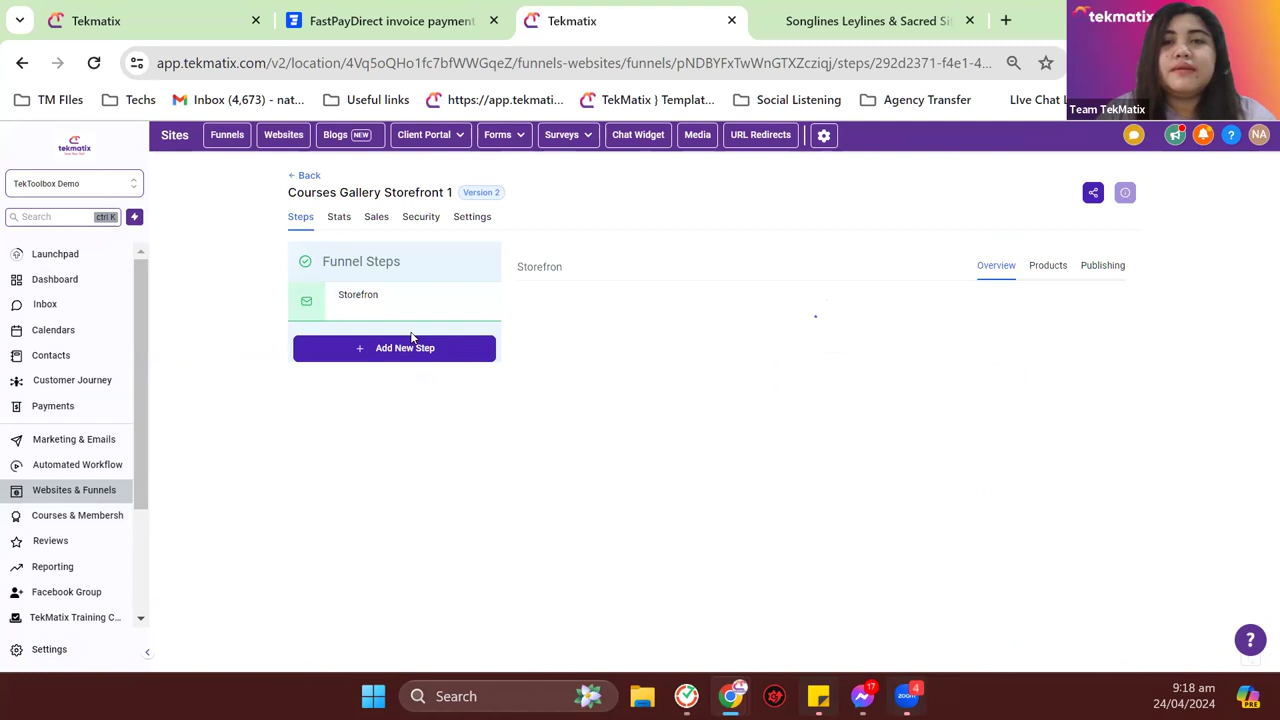 Tekmatix
FastPayDirect invoice payment
Tekmatix
Songlines Leylines & Sacred Si
tekmatix
app.tekmatix.com/v2/location/4Vq5oQHo1fc7bfWWGqeZ/funnels-websites/funnels/pNDBYFxTwWnGTXZcziqj/steps/292d2371-f4e1-4...
TM FIles
Techs
Inbox (4,673) - nat...
Useful links
https://app.tekmati...
TekMatix } Templat...
Social Listening
Agency Transfer
LIve Chat L
Team TekMatix
tekmatix
Sites
Funnels
Websites
Blogs NEW
Client Portal
Forms
Surveys
Chat Widget
Media
URL Redirects
NA
TekToolbox Demo
Search ctrl K
Launchpad
Dashboard
Inbox
Calendars
Contacts
Customer Journey
Payments
Marketing & Emails
Automated Workflow
Websites & Funnels
Courses & Membersh
Reviews
Reporting
Facebook Group
TekMatix Training C...
Settings
Back
Courses Gallery Storefront 1 Version 2
Steps
Stats
Sales
Security
Settings
Funnel Steps
Storefron
+ Add New Step
Storefron
Overview
Products
Publishing
?
Search
17
4
9:18 am
24/04/2024
PRE